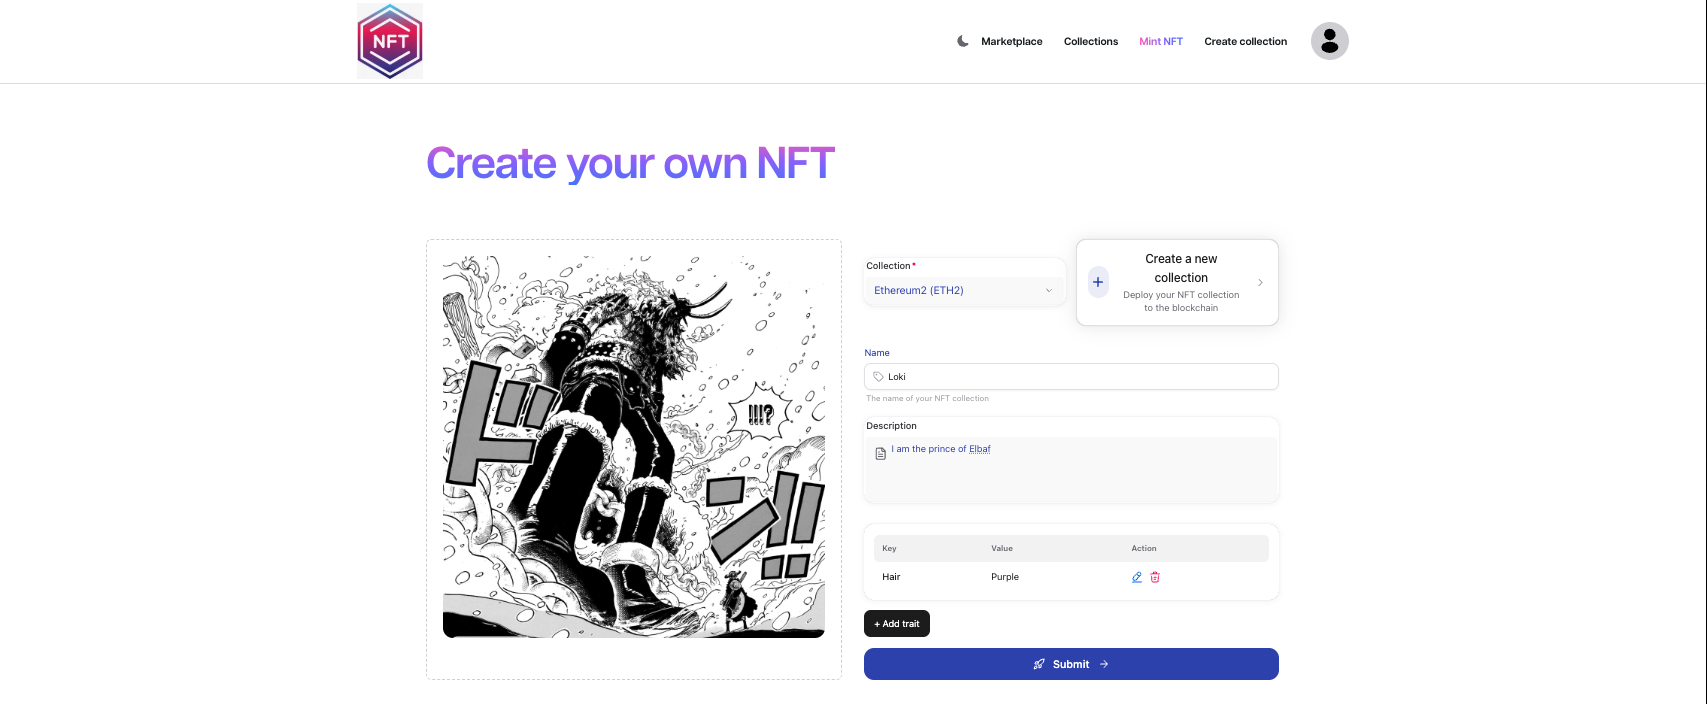 NFT
Marketplace
Collections
Mint NFT
Create collection
Create your own NFT
ドン!!
!!!?
Collection*
Ethereum2 (ETH2)
+
Create a new
collection
Deploy your NFT collection
to the blockchain
Name
Loki
The name of your NFT collection
Description
I am the prince of Elbaf
Key Value Action
Hair Purple
+ Add trait
Submit